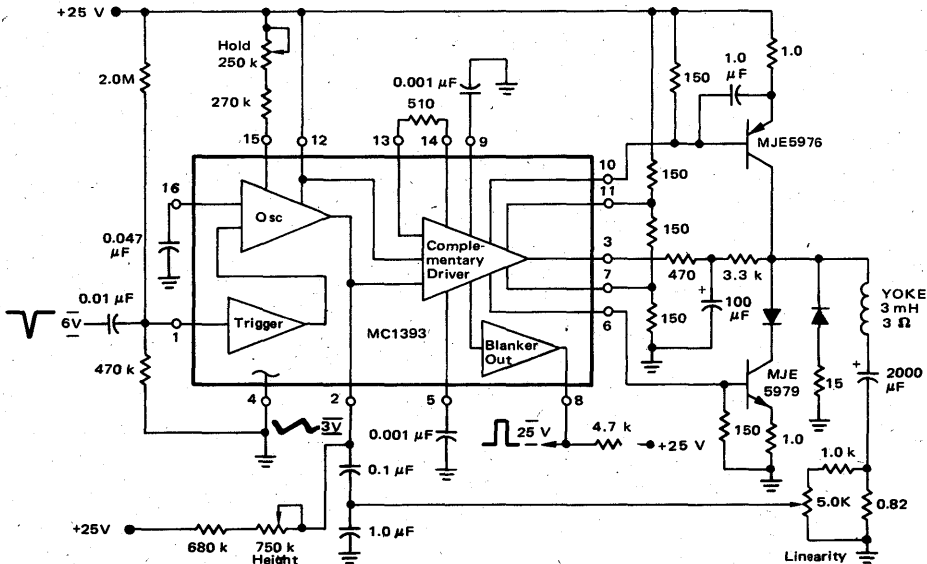 +25 V
Hold
250 k
2.0M
270 k
0.001 µF
510
1.0
µF
150
1.0
MJE5976
15
12
13
14
9
10
11
16
Osc
0.047
µF
150
Comple-
mentary
Driver
3
150
470
3.3 k
7
0.01 µF
6V
1
Trigger
MC1393
6
150
+
100
µF
YOKE
3 mH
3 Ω
Blanker
Out
470 k
MJE
5979
15
+
2000
µF
4
2
5
8
3V
0.001 µF
25 V
4.7 k
+25 V
150
1.0
1.0 k
0.1 µF
5.0K
0.82
+25V
680 k
750 k
Height
1.0 µF
Linearity